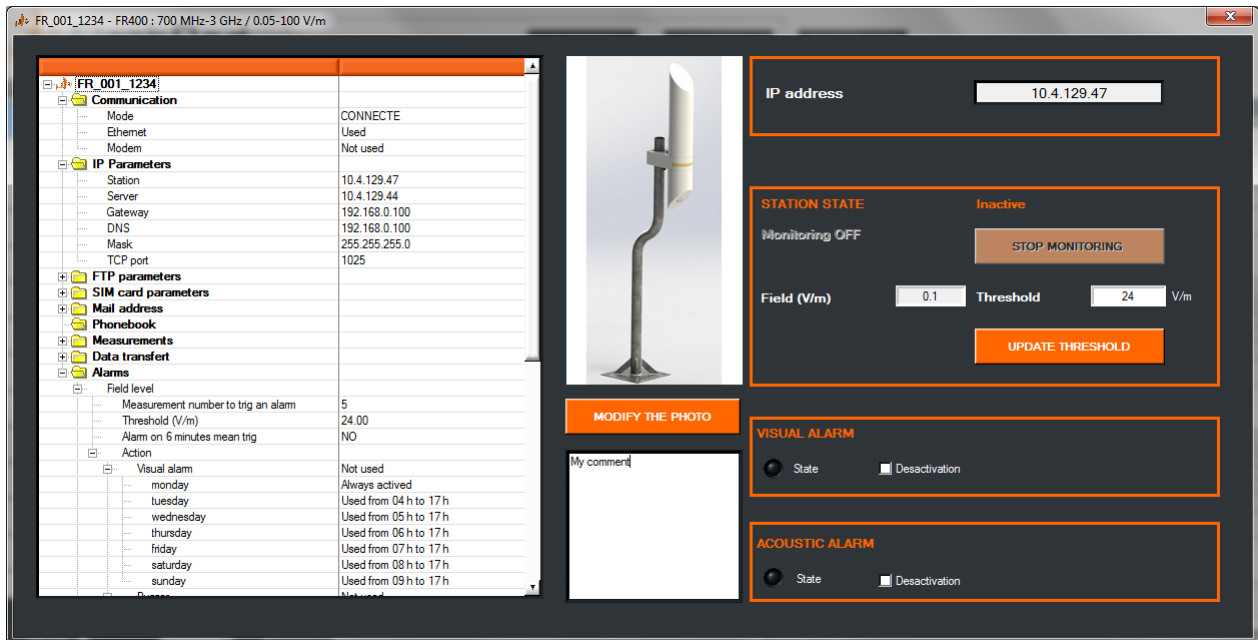 FR_001_1234 - FR400 : 700 MHz-3 GHz / 0.05-100 V/m
FR_001_1234
Communication
Mode CONNECTE
Ethernet Used
Modem Not used
IP Parameters
Station 10.4.129.47
Server 10.4.129.44
Gateway 192.168.0.100
DNS 192.168.0.100
Mask 255.255.255.0
TCP port 1025
FTP parameters
SIM card parameters
Mail address
Phonebook
Measurements
Data transfert
Alarms
Field level
Measurement number to trig an alarm 5
Threshold (V/m) 24.00
Alarm on 6 minutes mean trig NO
Action
Visual alarm Not used
monday Always actived
tuesday Used from 04 h to 17 h
wednesday Used from 05 h to 17 h
thursday Used from 06 h to 17 h
friday Used from 07 h to 17 h
saturday Used from 08 h to 17 h
sunday Used from 09 h to 17 h
MODIFY THE PHOTO
My comment
IP address 10.4.129.47
STATION STATE Inactive
Monitoring OFF STOP MONITORING
Field (V/m) 0.1 Threshold 24 V/m
UPDATE THRESHOLD
VISUAL ALARM
State Desactivation
ACOUSTIC ALARM
State Desactivation